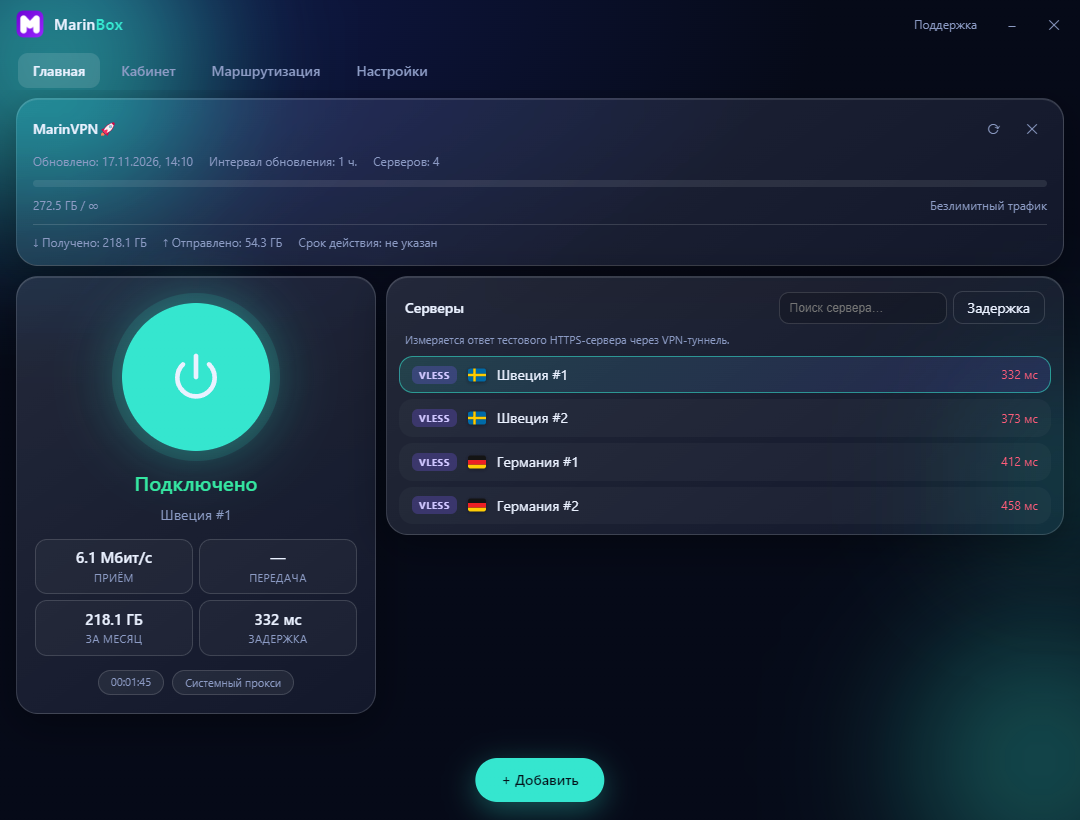 MarinBox
Поддержка
Главная Кабинет Маршрутизация Настройки
MarinVPN🚀
Обновлено: 17.11.2026, 14:10 Интервал обновления: 1 ч. Серверов: 4
272.5 ГБ / ∞ Безлимитный трафик
↓ Получено: 218.1 ГБ ↑ Отправлено: 54.3 ГБ Срок действия: не указан
Подключено
Швеция #1
6.1 Мбит/с
ПРИЁМ
—
ПЕРЕДАЧА
218.1 ГБ
ЗА МЕСЯЦ
332 мс
ЗАДЕРЖКА
00:01:45 Системный прокси
Серверы
Поиск сервера...
Задержка
Измеряется ответ тестового HTTPS-сервера через VPN-туннель.
VLESS Швеция #1 332 мс
VLESS Швеция #2 373 мс
VLESS Германия #1 412 мс
VLESS Германия #2 458 мс
+ Добавить